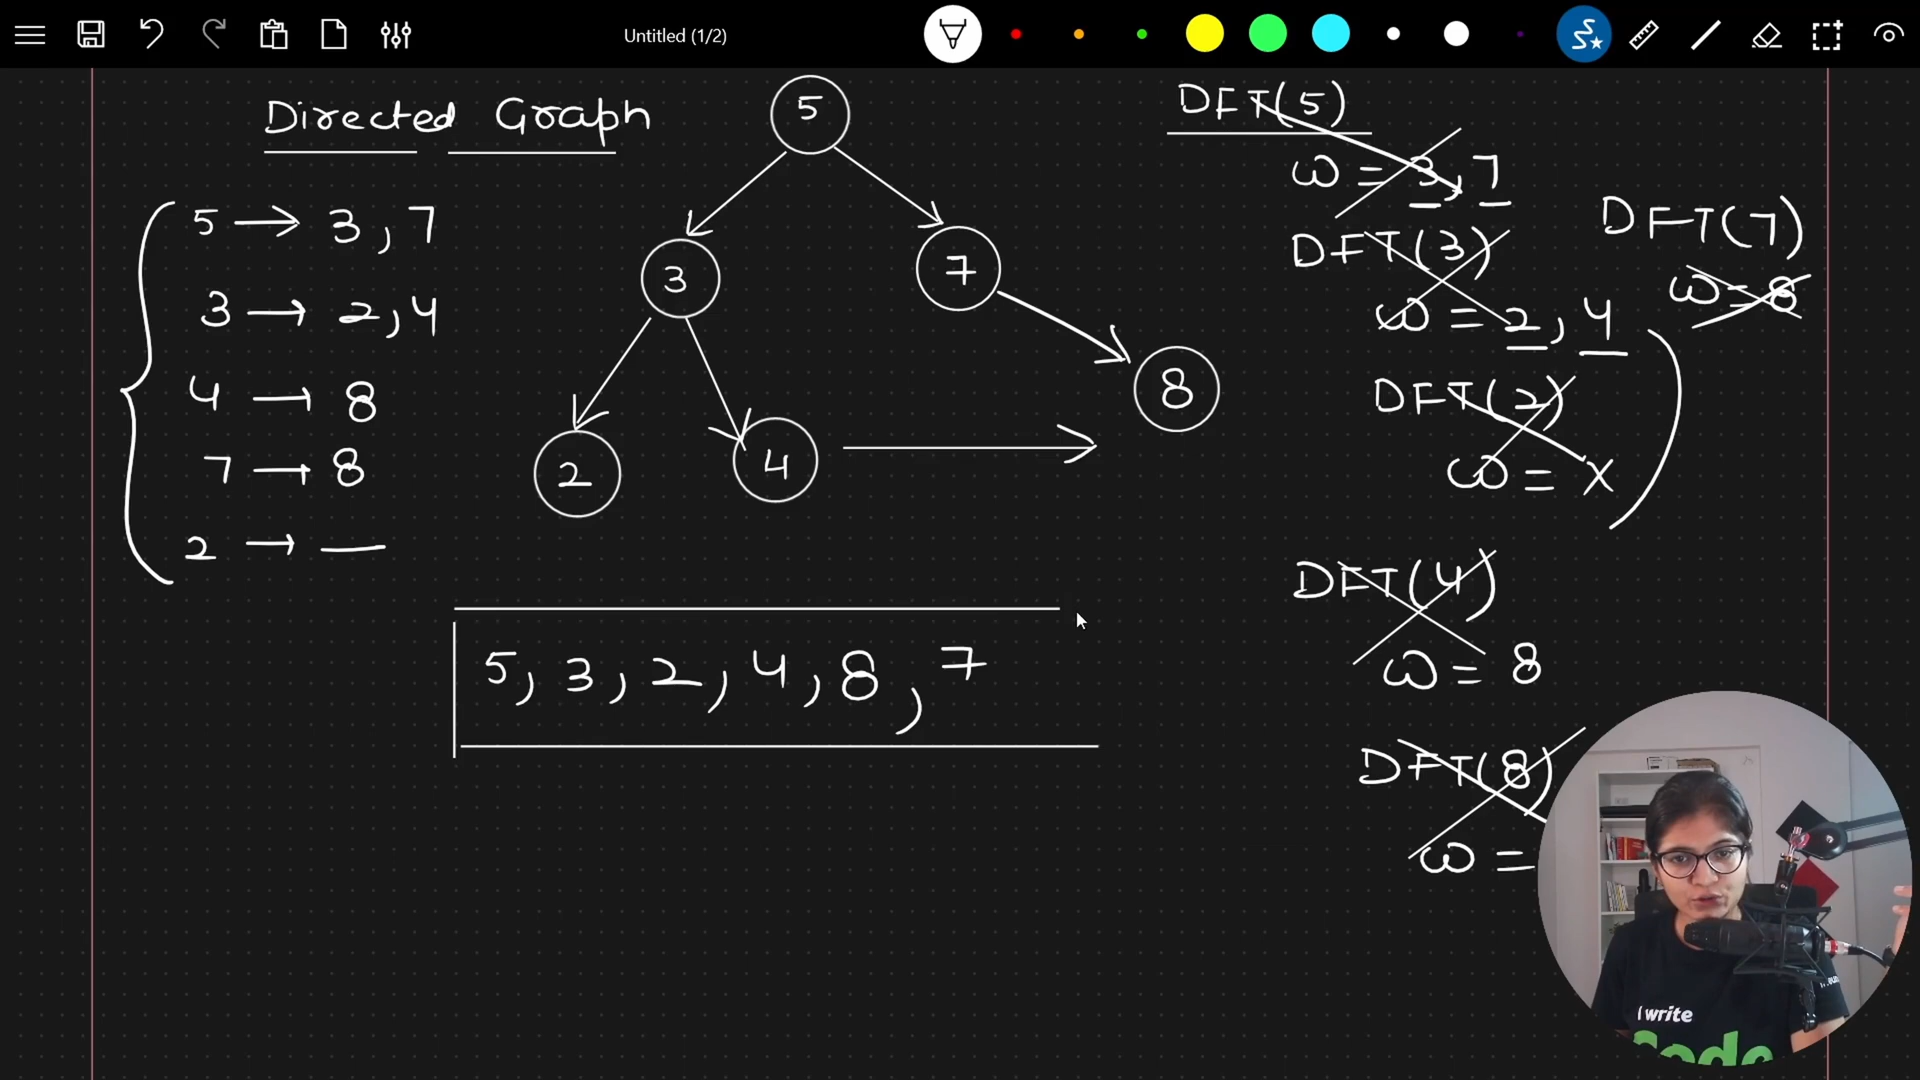 Untitled (1/2)
Directed Graph
5 → 3, 7
3 → 2, 4
4 → 8
7 → 8
2 → —
5
3
7
2
4
8
5, 3, 2, 4, 8, 7
DFT(5)
ω = 3, 7
DFT(3)
ω = 2, 4
DFT(2)
ω = X
DFT(4)
ω = 8
DFT(8)
ω =
DFT(7)
ω = 8
I write
Code